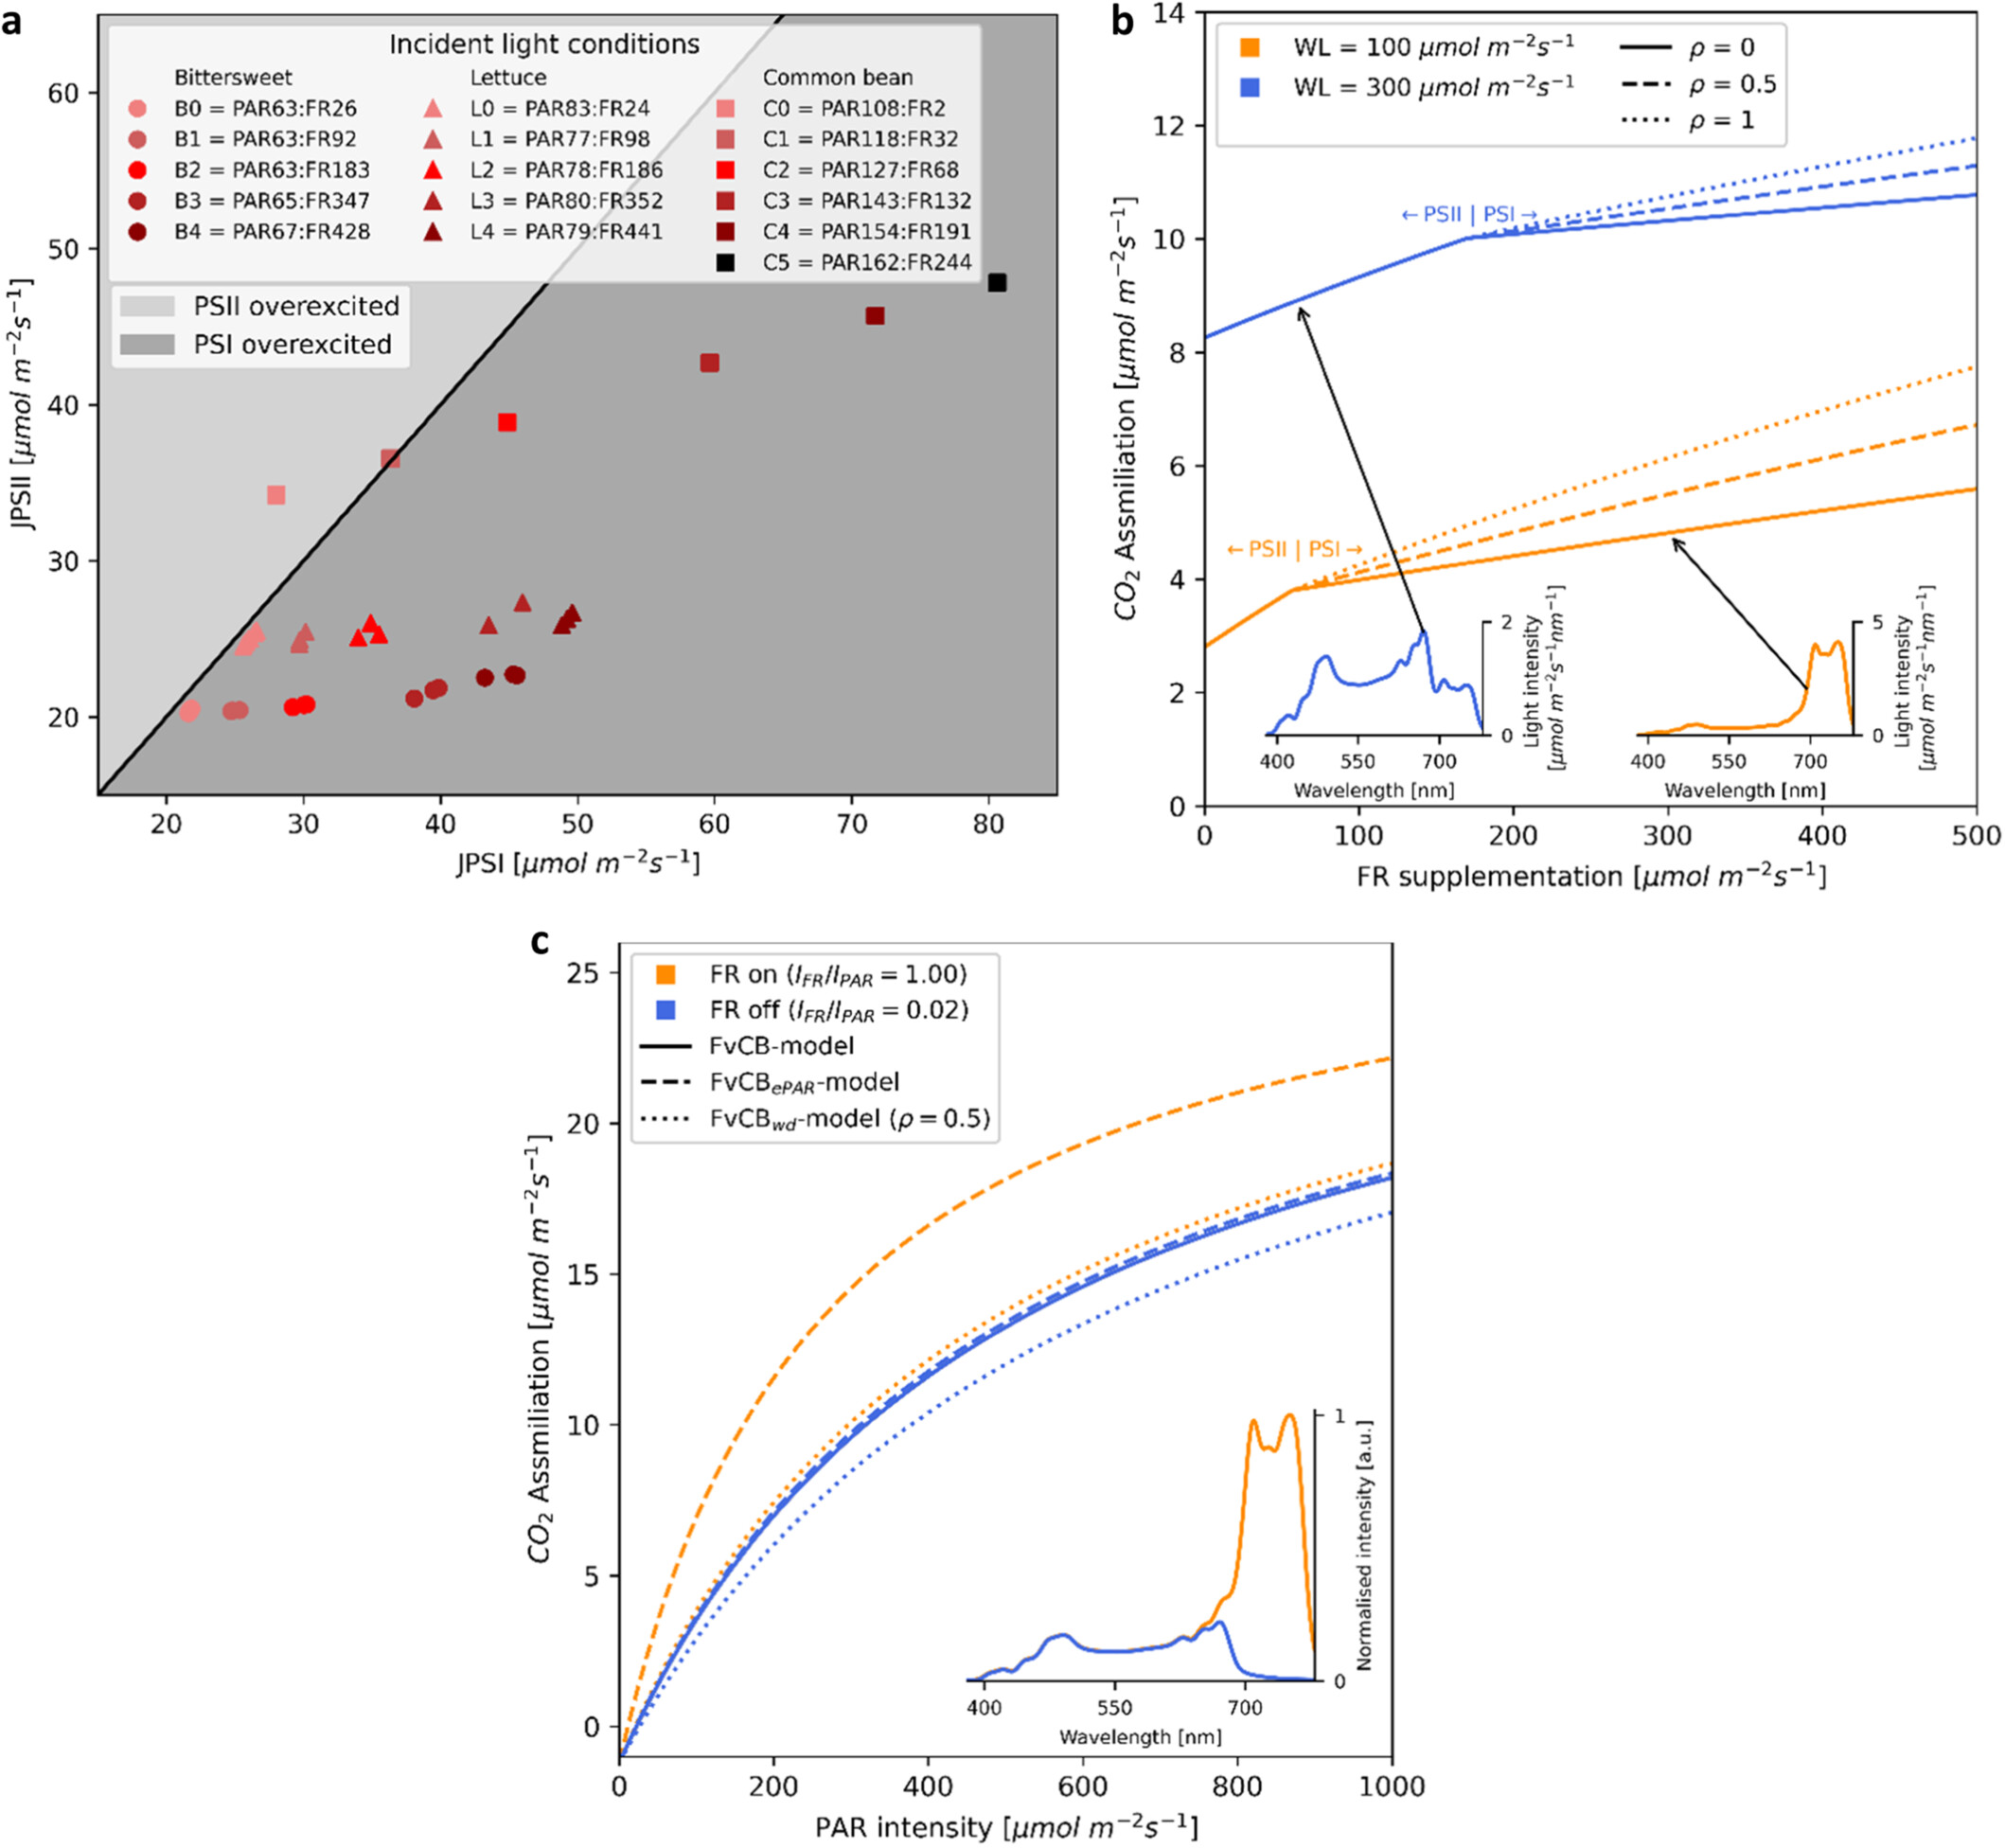 a
Incident light conditions
Bittersweet Lettuce Common bean
B0 = PAR63:FR26 L0 = PAR83:FR24 C0 = PAR108:FR2
B1 = PAR63:FR92 L1 = PAR77:FR98 C1 = PAR118:FR32
B2 = PAR63:FR183 L2 = PAR78:FR186 C2 = PAR127:FR68
B3 = PAR65:FR347 L3 = PAR80:FR352 C3 = PAR143:FR132
B4 = PAR67:FR428 L4 = PAR79:FR441 C4 = PAR154:FR191
C5 = PAR162:FR244
PSII overexcited
PSI overexcited
60
50
40
30
20
JPSII [μmol m⁻²s⁻¹]
20 30 40 50 60 70 80
JPSI [μmol m⁻²s⁻¹]
b
WL = 100 μmol m⁻²s⁻¹ ρ = 0
WL = 300 μmol m⁻²s⁻¹ ρ = 0.5
ρ = 1
14
12
10
8
6
4
2
0
CO₂ Assmiliation [μmol m⁻²s⁻¹]
← PSII | PSI →
← PSII | PSI →
2
0
Light intensity
[μmol m⁻²s⁻¹nm⁻¹]
400 550 700
Wavelength [nm]
5
0
Light intensity
[μmol m⁻²s⁻¹nm⁻¹]
400 550 700
Wavelength [nm]
0 100 200 300 400 500
FR supplementation [μmol m⁻²s⁻¹]
c
FR on (I_FR/I_PAR = 1.00)
FR off (I_FR/I_PAR = 0.02)
FvCB-model
FvCB_ePAR-model
FvCB_wd-model (ρ = 0.5)
25
20
15
10
5
0
CO₂ Assmiliation [μmol m⁻²s⁻¹]
1
0
Normalised intensity [a.u.]
400 550 700
Wavelength [nm]
0 200 400 600 800 1000
PAR intensity [μmol m⁻²s⁻¹]